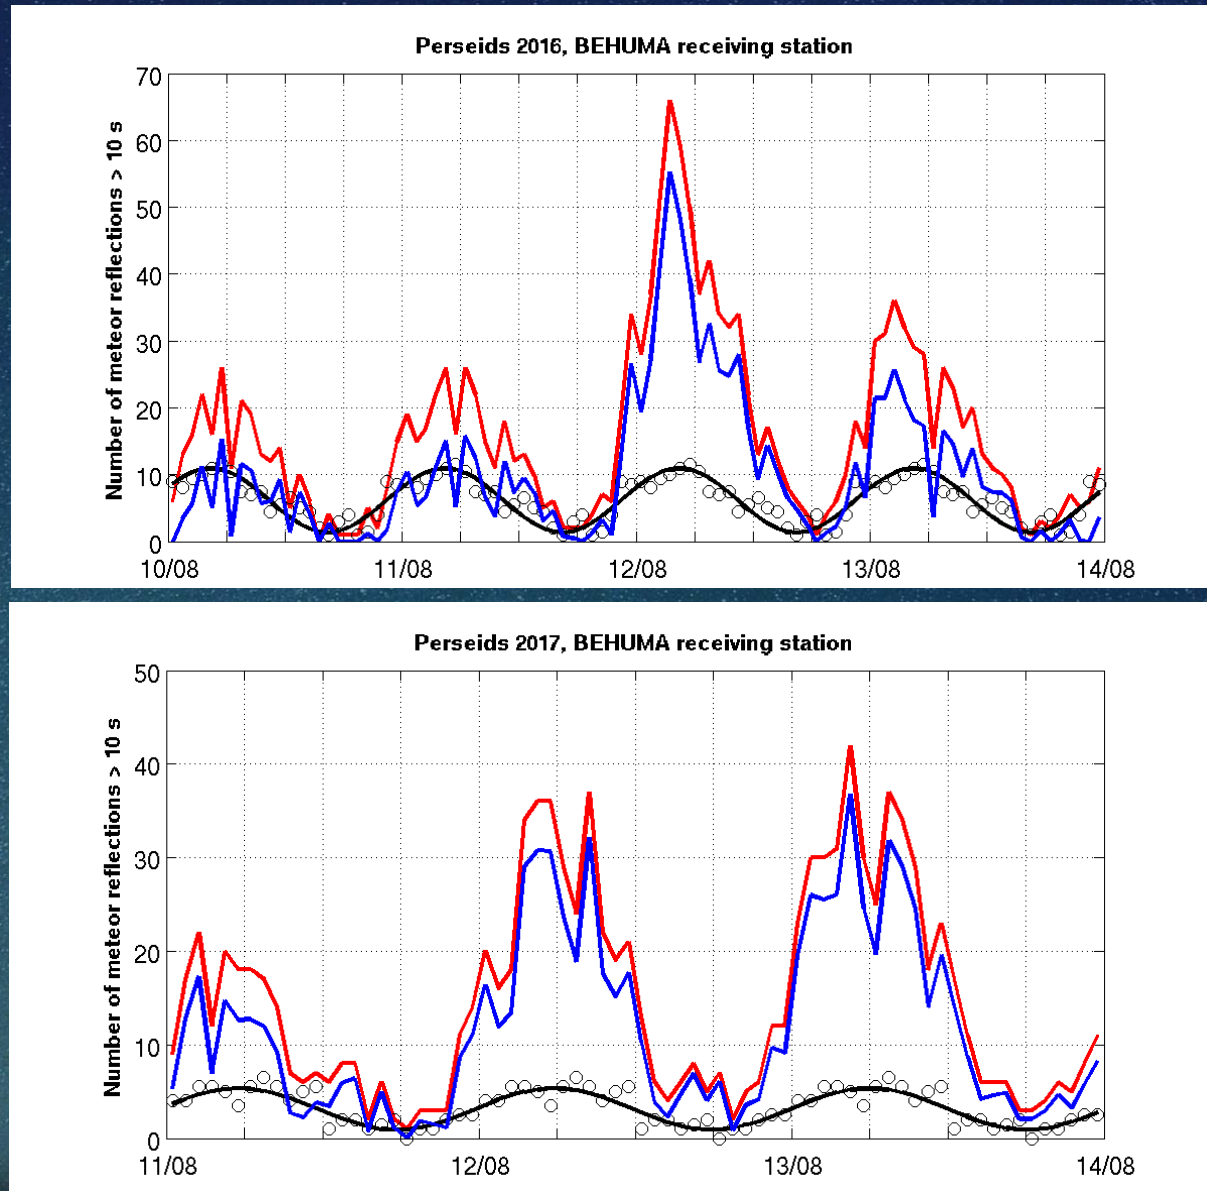 Perseids 2016, BEHUMA receiving station
Number of meteor reflections > 10 s
70
60
50
40
30
20
10
0
10/08 11/08 12/08 13/08 14/08
Perseids 2017, BEHUMA receiving station
Number of meteor reflections > 10 s
50
40
30
20
10
0
11/08 12/08 13/08 14/08